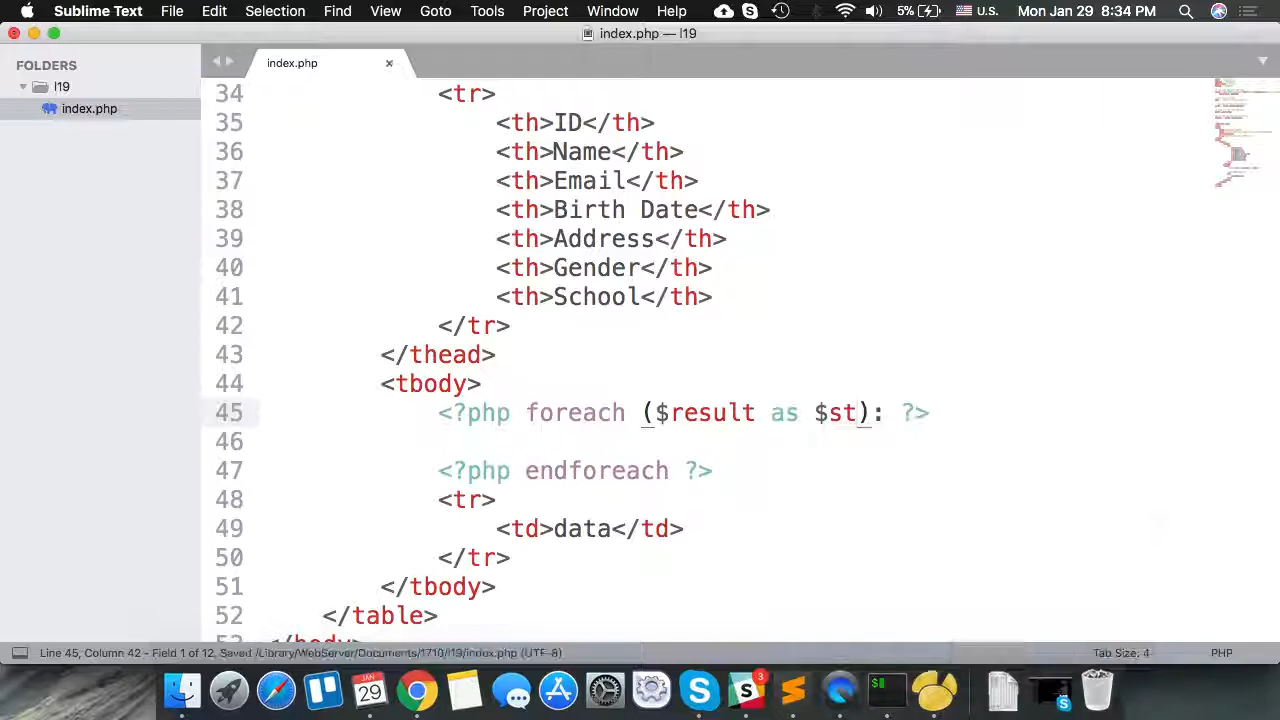 Sublime Text File Edit Selection Find View Goto Tools Project Window Help 5% U.S. Mon Jan 29 8:34 PM
index.php — l19
FOLDERS
l19
index.php
index.php
34 <tr>
35 <th>ID</th>
36 <th>Name</th>
37 <th>Email</th>
38 <th>Birth Date</th>
39 <th>Address</th>
40 <th>Gender</th>
41 <th>School</th>
42 </tr>
43 </thead>
44 <tbody>
45 <?php foreach ($result as $st): ?>
46
47 <?php endforeach ?>
48 <tr>
49 <td>data</td>
50 </tr>
51 </tbody>
52 </table>
53 </body>
Line 45, Column 42 - Field 1 of 12, Saved /Library/WebServer/Documents/1710/l19/index.php (UTF-8) Tab Size: 4 PHP
JAN
29
3